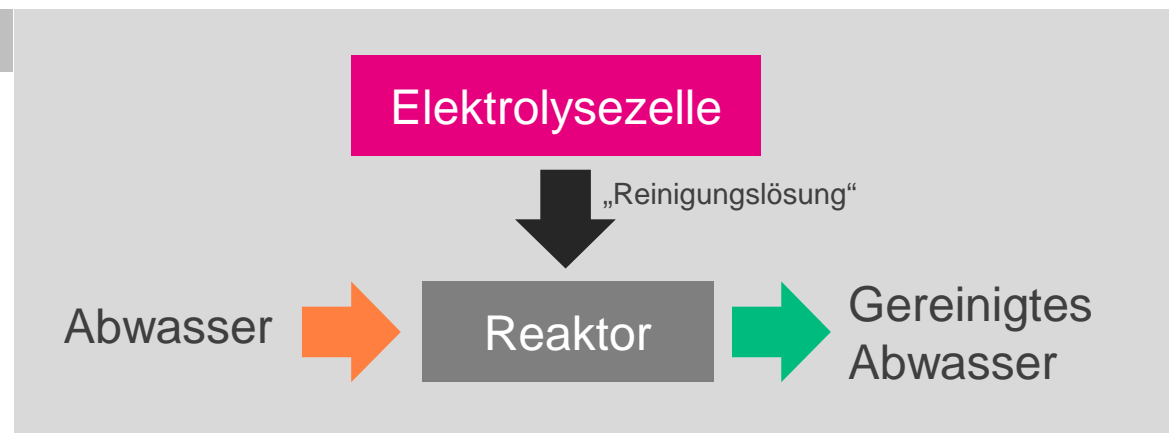 Elektrolysezelle
„Reinigungslösung“
Abwasser
Reaktor
Gereinigtes
Abwasser